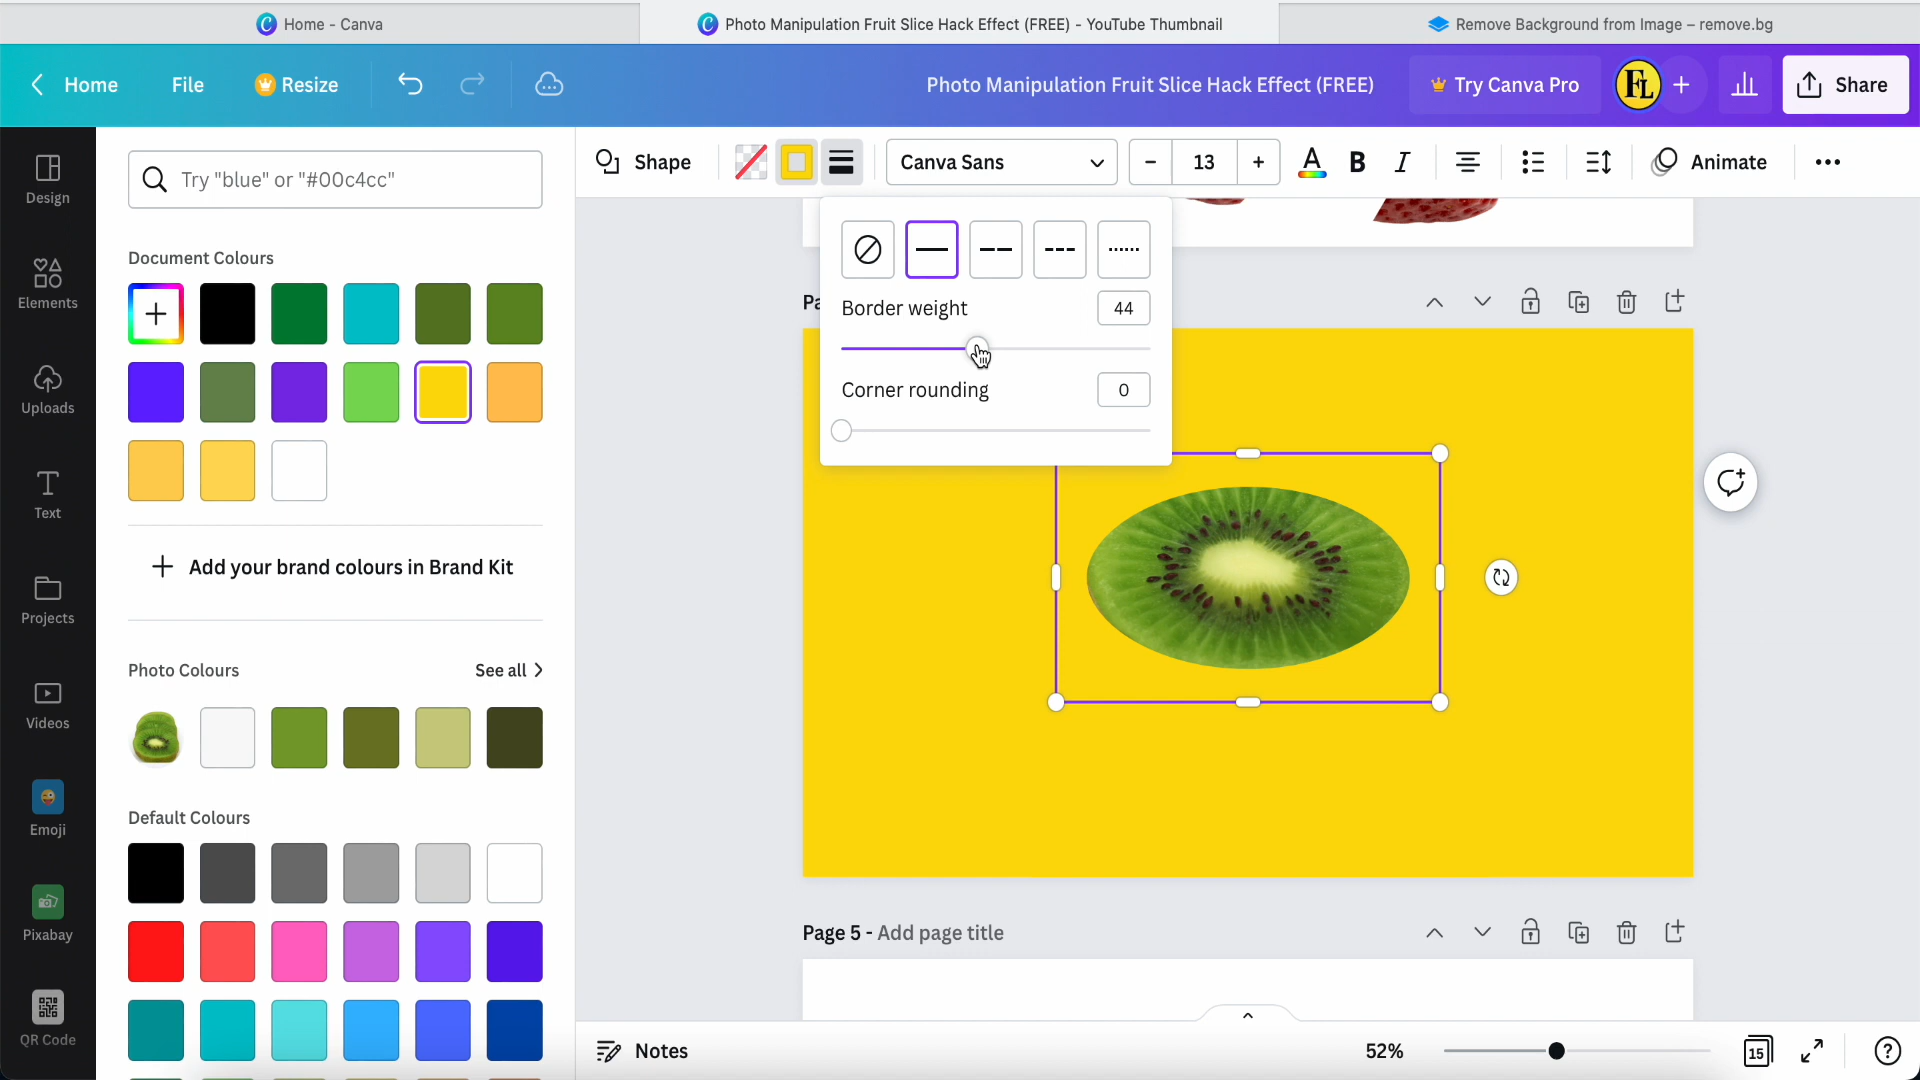 Home - Canva
Photo Manipulation Fruit Slice Hack Effect (FREE) - YouTube Thumbnail
Remove Background from Image – remove.bg
Home
File
Resize
Photo Manipulation Fruit Slice Hack Effect (FREE)
Try Canva Pro
FL
Share
Design
Elements
Uploads
Text
Projects
Videos
Emoji
Pixabay
QR Code
Try "blue" or "#00c4cc"
Document Colours
Add your brand colours in Brand Kit
Photo Colours
See all
Default Colours
Shape
Canva Sans
13
A
B
I
Animate
Border weight
44
Corner rounding
0
Pa
Page 5 - Add page title
Notes
52%
15
?